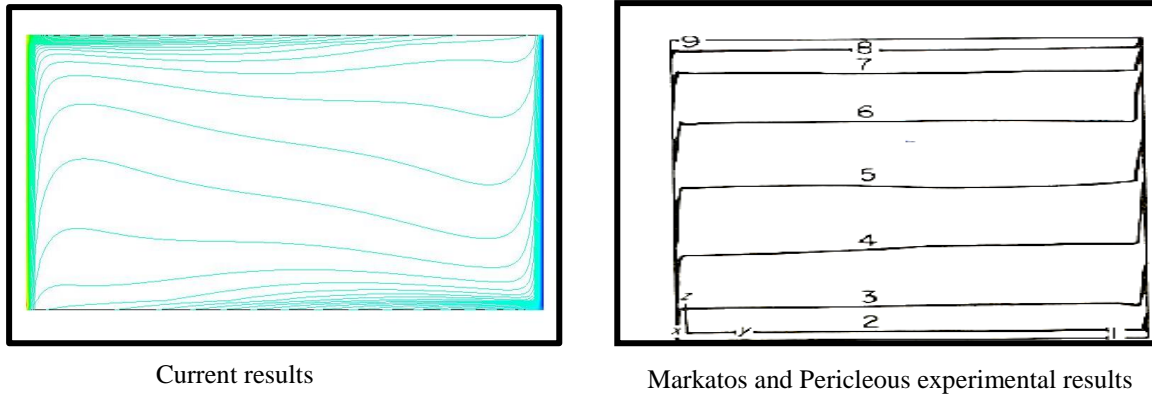 9
8
7
6
5
4
3
z
2
x
y
1
Current results
Markatos and Pericleous experimental results